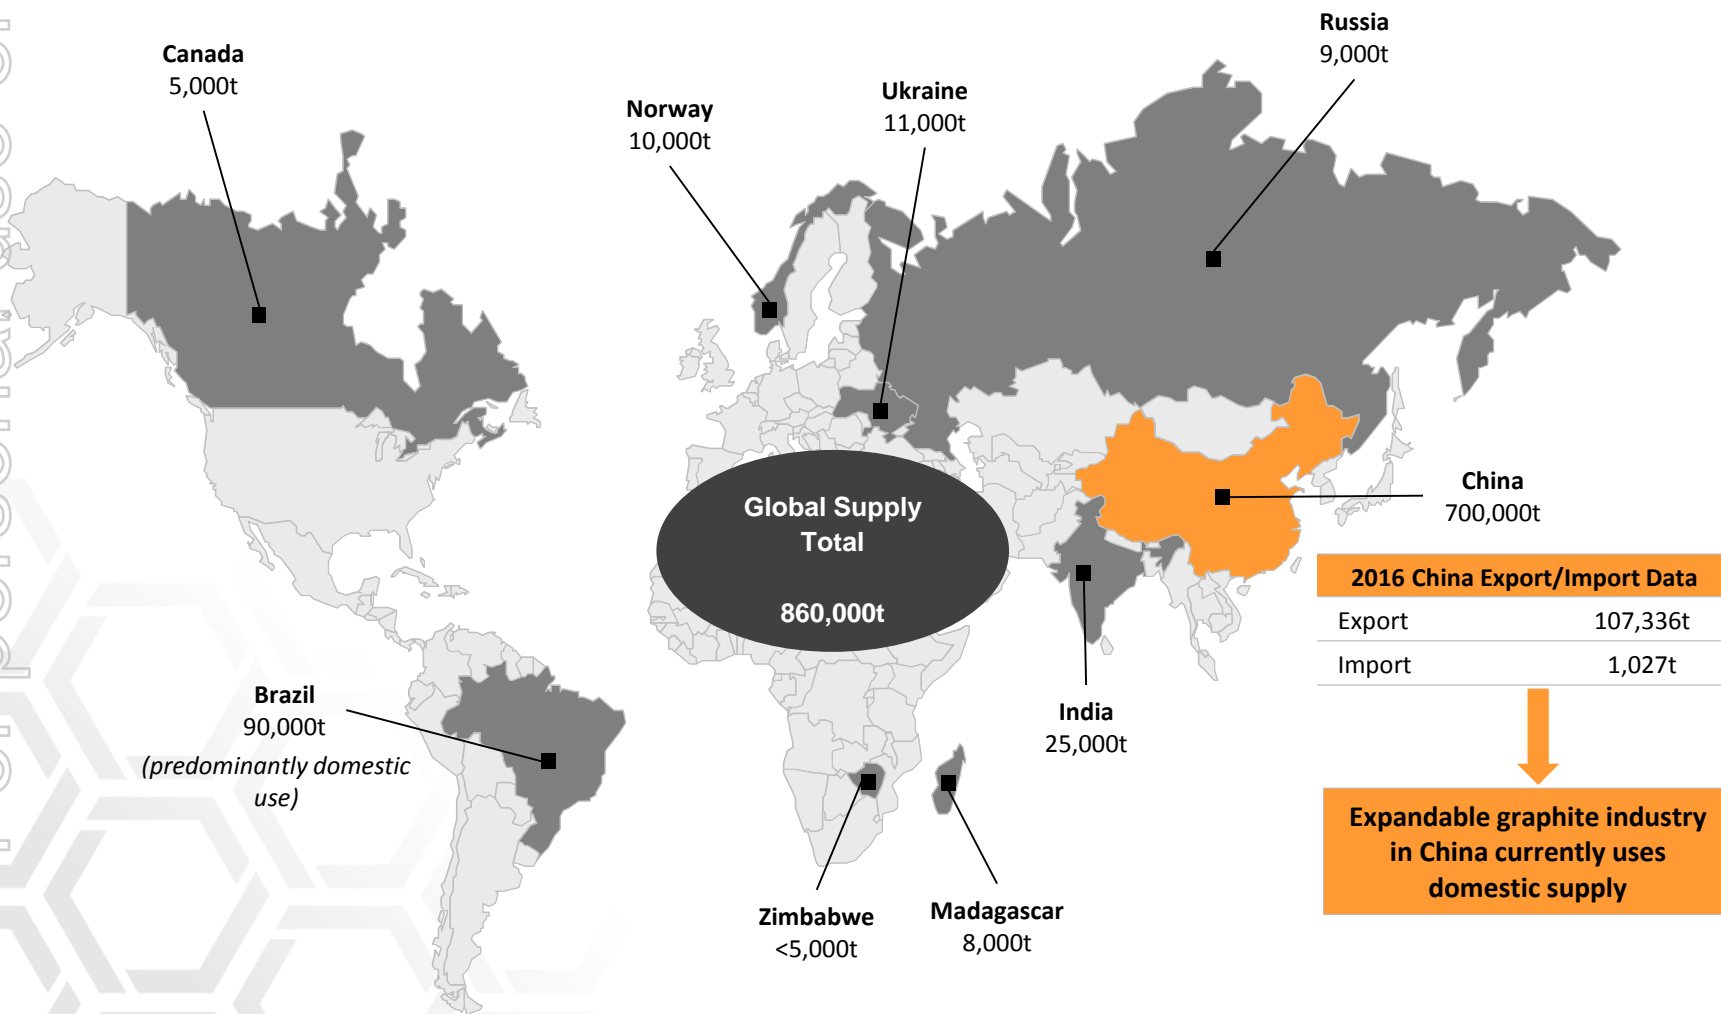 Canada
5,000t
Norway
10,000t
Ukraine
11,000t
Russia
9,000t
Global Supply
Total
860,000t
China
700,000t
2016 China Export/Import Data
Export 107,336t
Import 1,027t
Expandable graphite industry
in China currently uses
domestic supply
Brazil
90,000t
(predominantly domestic
use)
India
25,000t
Zimbabwe
<5,000t
Madagascar
8,000t